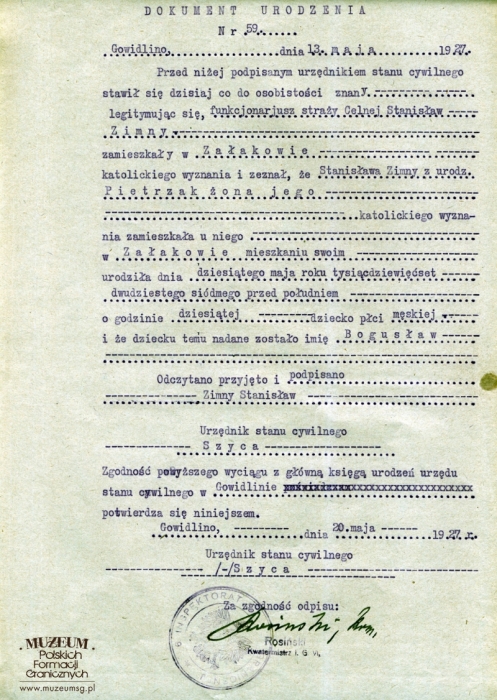 DOKUMENT URODZENIA
Nr 59.
Gowidlino, dnia 13. maja 1927.
Przed niżej podpisanym urzędnikiem stanu cywilnego
stawił się dzisiaj co do osobistości znany ----------
legitymując się, funkcjonarjusz straży Celnej Stanisław -----
Zimny ----------
zamieszkały w Załakowie ----------
katolickiego wyznania i zeznał, że Stanisława Zimny z urodz.
Pietrzak żona jego ----------
---------- katolickiego wyzna-
nia zamieszkała u niego ----------
w Załakowie mieszkaniu swoim ----------
urodziła dnia dziesiątego maja roku tysiącdziewięćset -----
dwudziestego siódmego przed południem ----------
o godzinie dziesiątej ---------- dziecko płci męskiej -----
i że dziecku temu nadane zostało imię Bogusław -----
----------
Odczytano przyjęto i podpisano
---------- Zimny Stanisław ----------
Urzędnik stanu cywilnego
---------- Szyca ----------
Zgodność powyższego wyciągu z główną księgą urodzeń urzędu
stanu cywilnego w Gowidlinie
potwierdza się niniejszem.
Gowidlino, ---------- dnia 20 maja ------ 1927 r.
Urzędnik stanu cywilnego
---------- /-/Szyca ----------
Za zgodność odpisu:
Rosiński
Kwatermistrz I. G VI,
INSPEKTORAT
MUZEUM
Polskich
Formacji
Granicznych
www.muzeumsg.pl